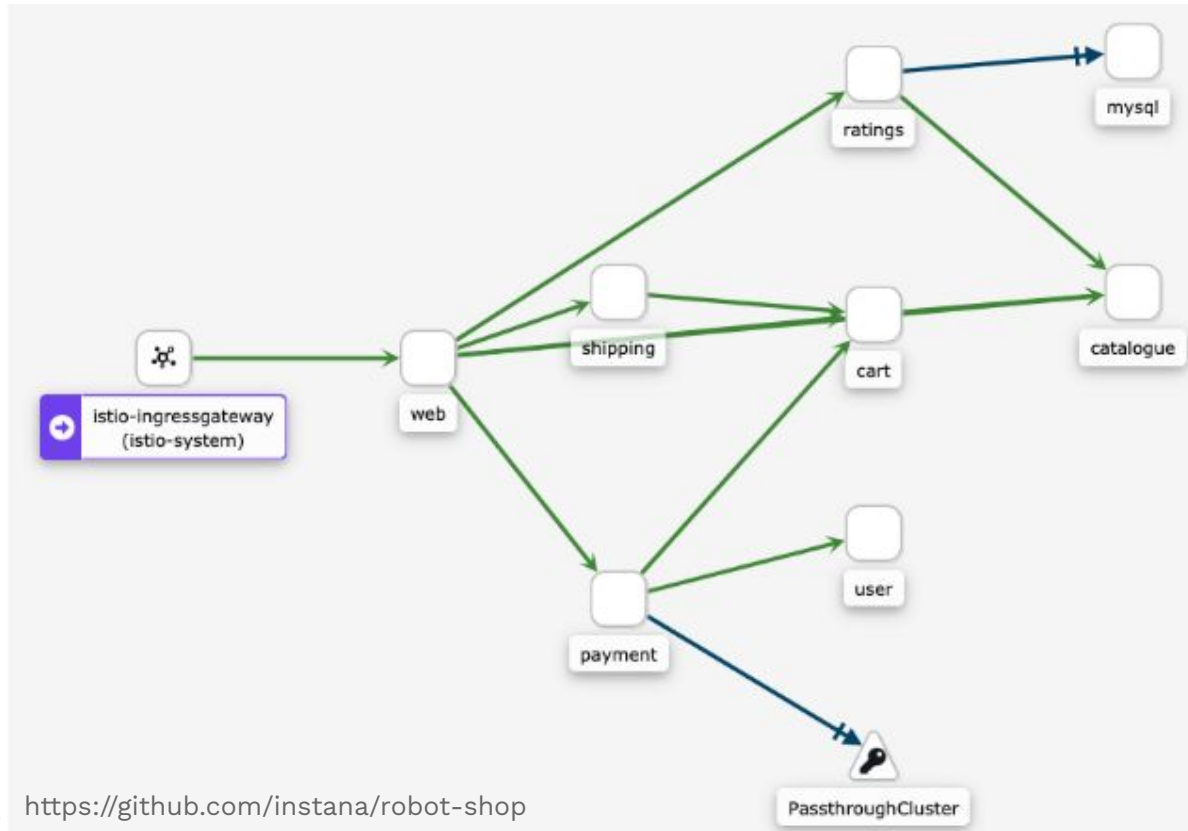 mysql
ratings
shipping
catalogue
cart
istio-ingressgateway
(istio-system)
web
user
payment
PassthroughCluster
https://github.com/instana/robot-shop